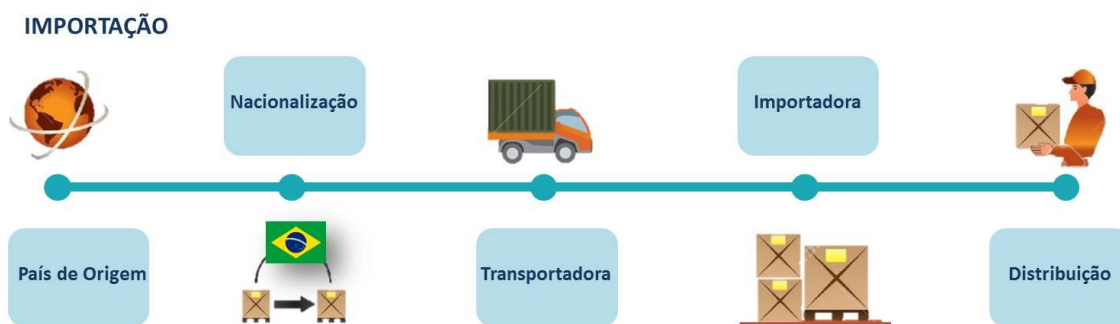 IMPORTAÇÃO
Nacionalização
Importadora
País de Origem
Transportadora
Distribuição